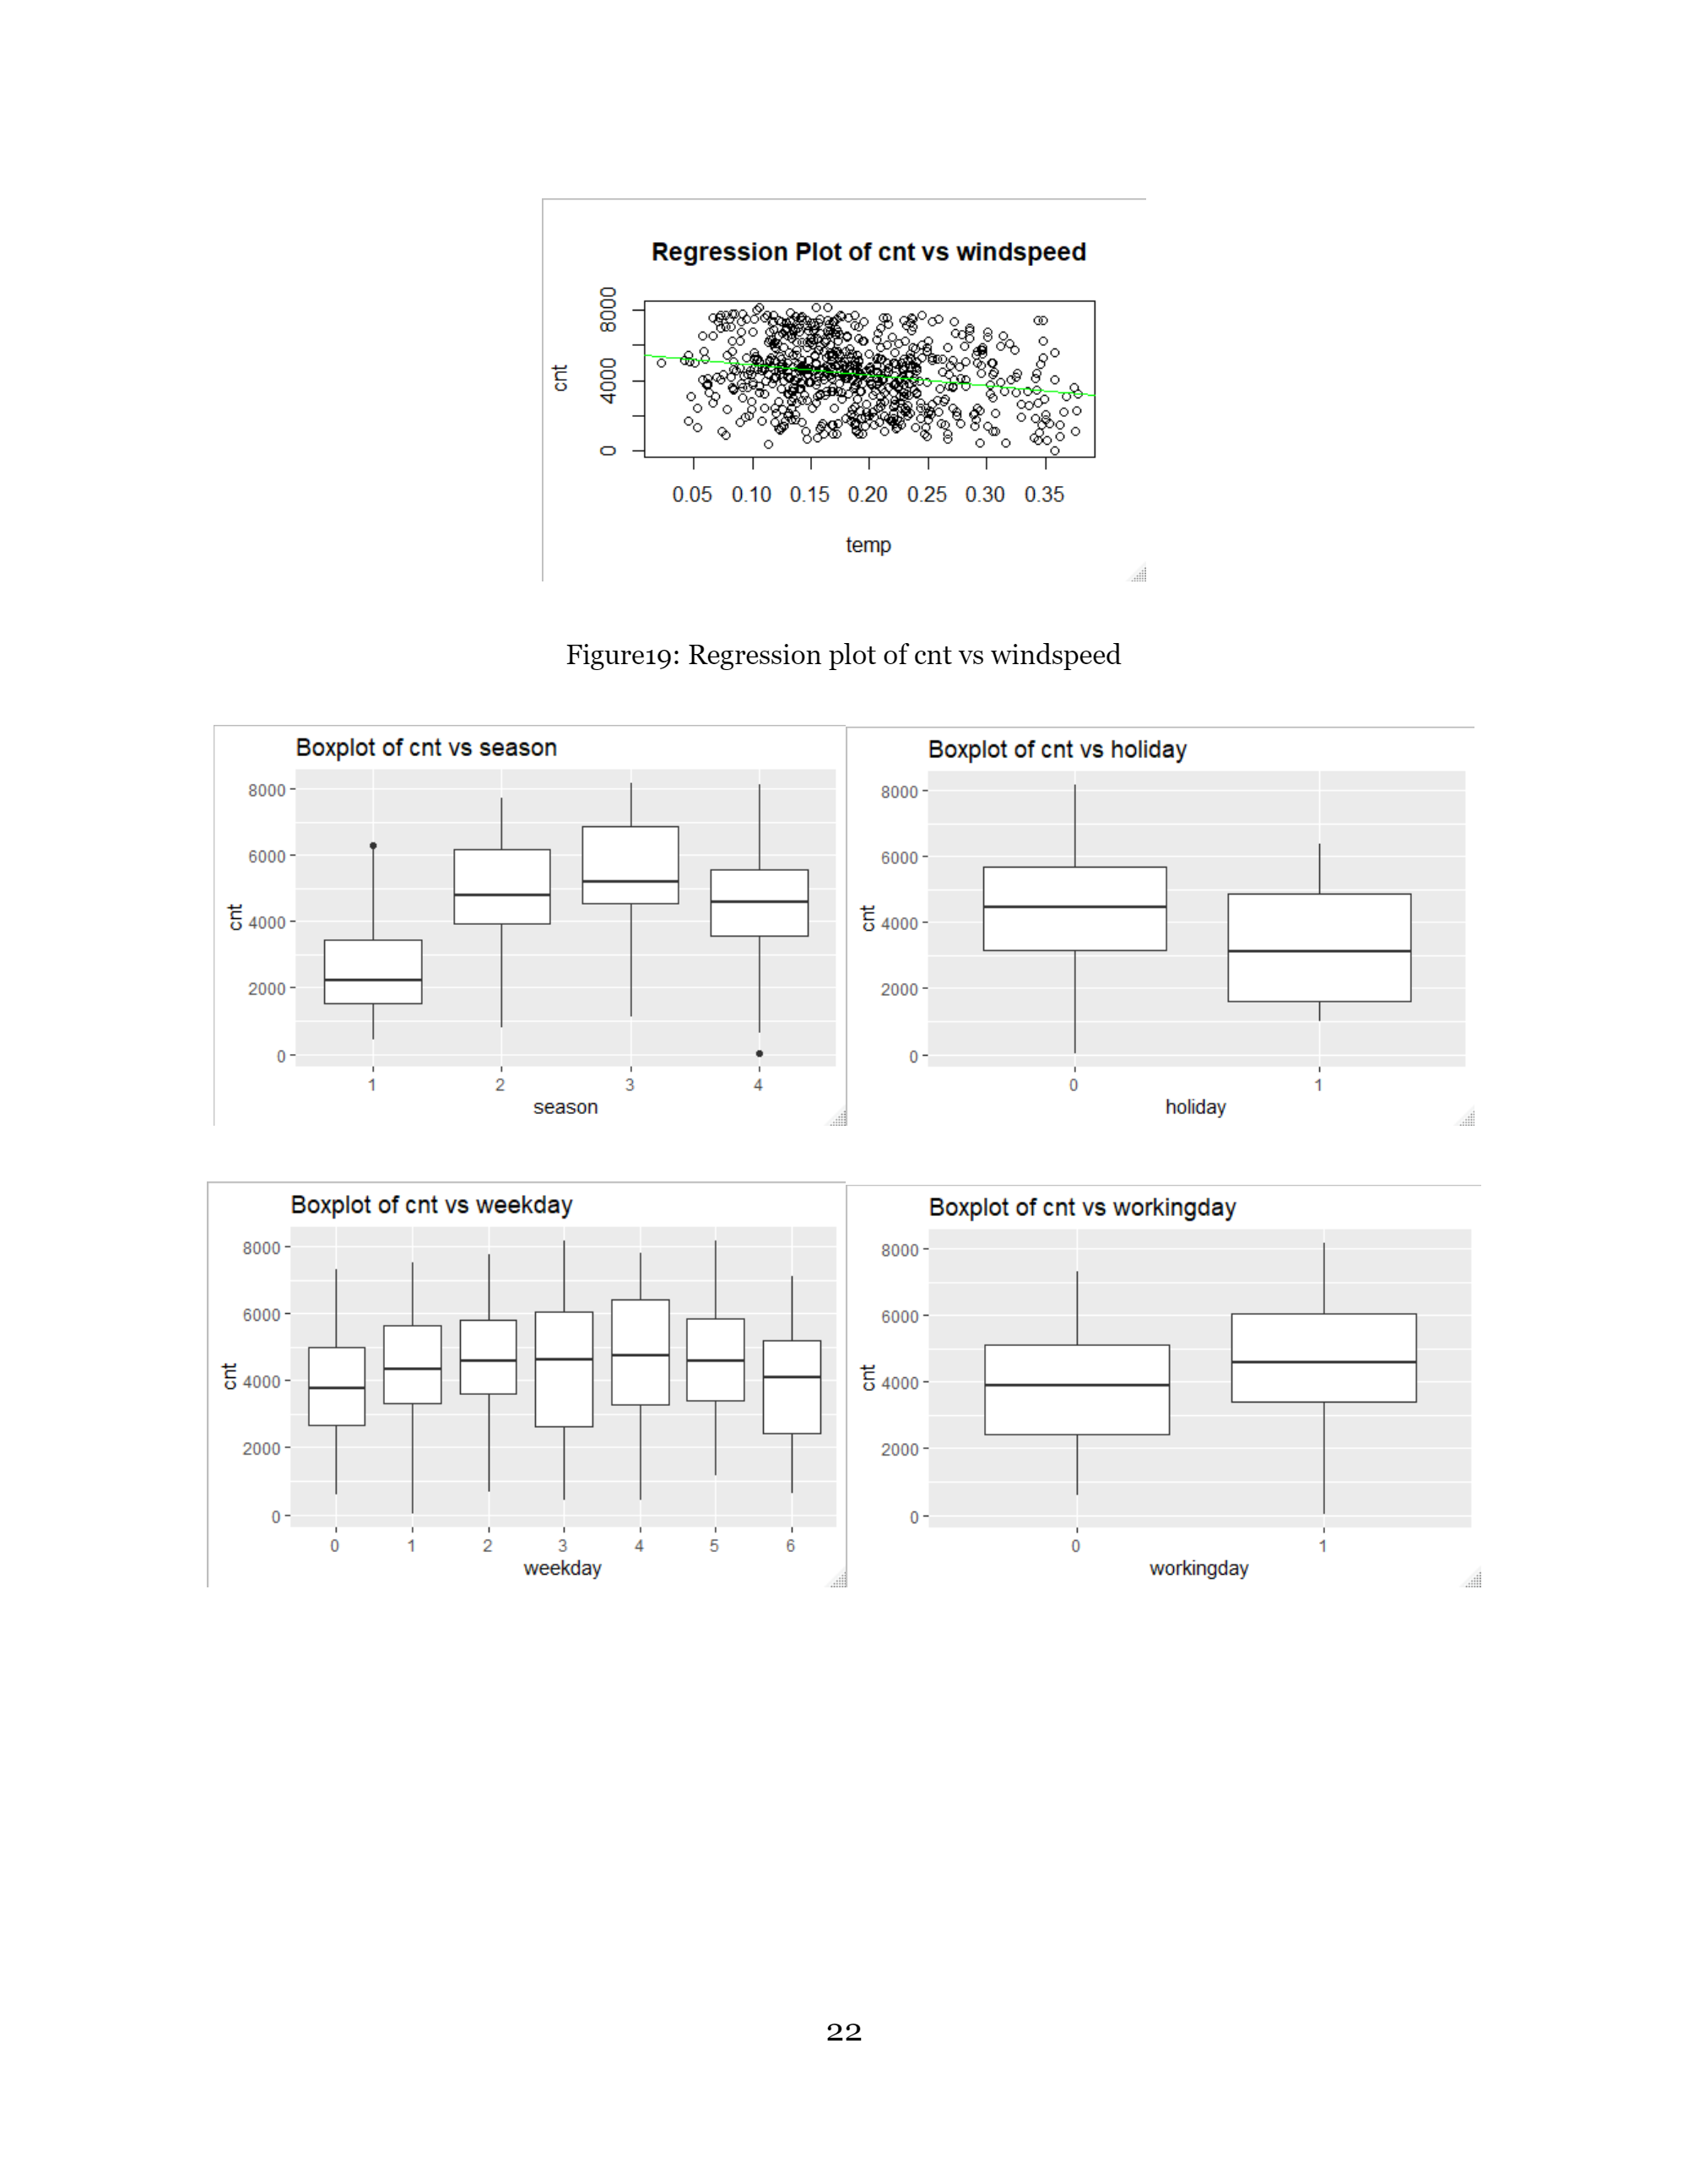 Regression Plot of cnt vs windspeed
cnt
8000
4000
0
0.05 0.10 0.15 0.20 0.25 0.30 0.35
temp
Figure19: Regression plot of cnt vs windspeed
Boxplot of cnt vs season
cnt
8000
6000
4000
2000
0
1 2 3 4
season
Boxplot of cnt vs holiday
cnt
8000
6000
4000
2000
0
0 1
holiday
Boxplot of cnt vs weekday
cnt
8000
6000
4000
2000
0
0 1 2 3 4 5 6
weekday
Boxplot of cnt vs workingday
cnt
8000
6000
4000
2000
0
0 1
workingday
22